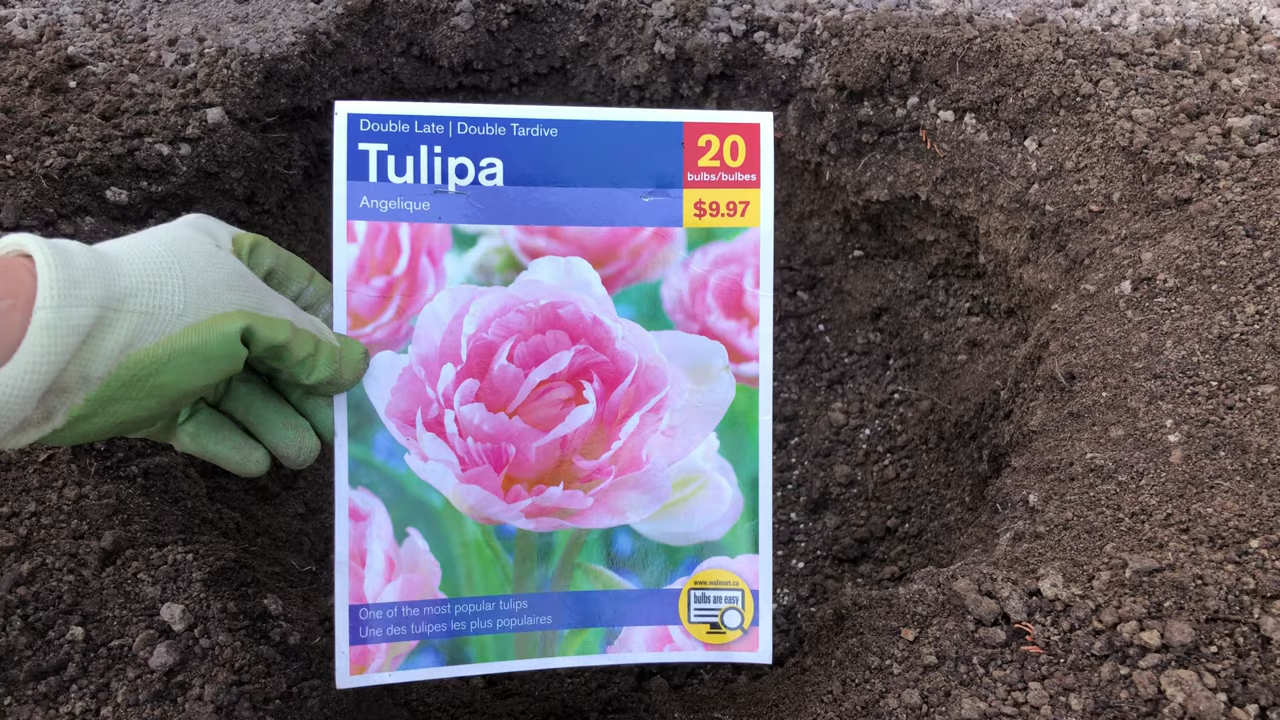 Double Late | Double Tardive
Tulipa
Angelique
20
bulbs/bulbes
$9.97
One of the most popular tulips
Une des tulipes les plus populaires
www.walmart.ca
bulbs are easy